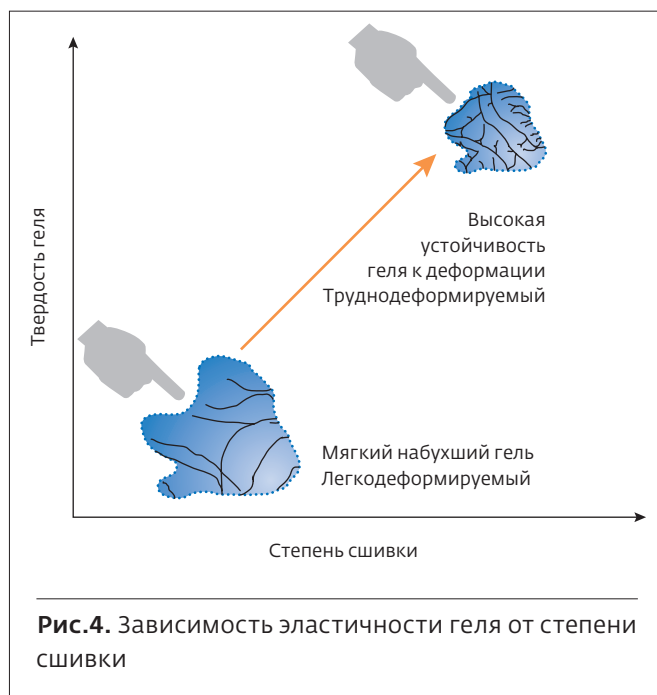 Твердость геля
Высокая
устойчивость
геля к деформации
Труднодеформируемый
Мягкий набухший гель
Легкодеформируемый
Степень сшивки
Рис.4. Зависимость эластичности геля от степени
сшивки